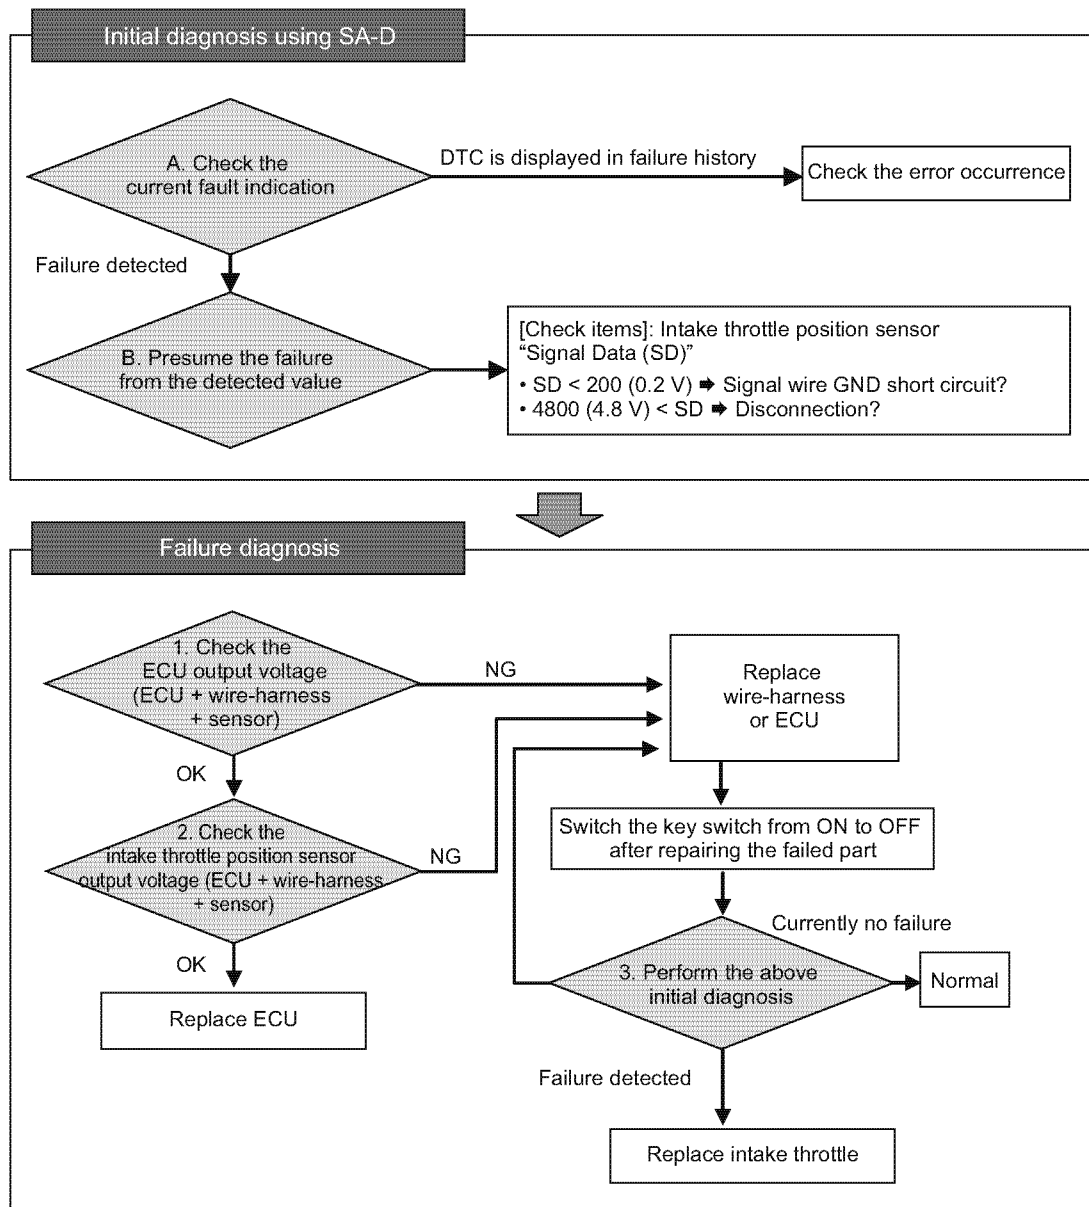 Initial diagnosis using SA-D
A. Check the
current fault indication
DTC is displayed in failure history
Check the error occurrence
Failure detected
B. Presume the failure
from the detected value
[Check items]: Intake throttle position sensor
“Signal Data (SD)”
• SD < 200 (0.2 V) ➡ Signal wire GND short circuit?
• 4800 (4.8 V) < SD ➡ Disconnection?
Failure diagnosis
1. Check the
ECU output voltage
(ECU + wire-harness
+ sensor)
NG
Replace
wire-harness
or ECU
OK
2. Check the
intake throttle position sensor
output voltage (ECU + wire-harness
+ sensor)
NG
Switch the key switch from ON to OFF
after repairing the failed part
OK
Replace ECU
Currently no failure
3. Perform the above
initial diagnosis
Normal
Failure detected
Replace intake throttle